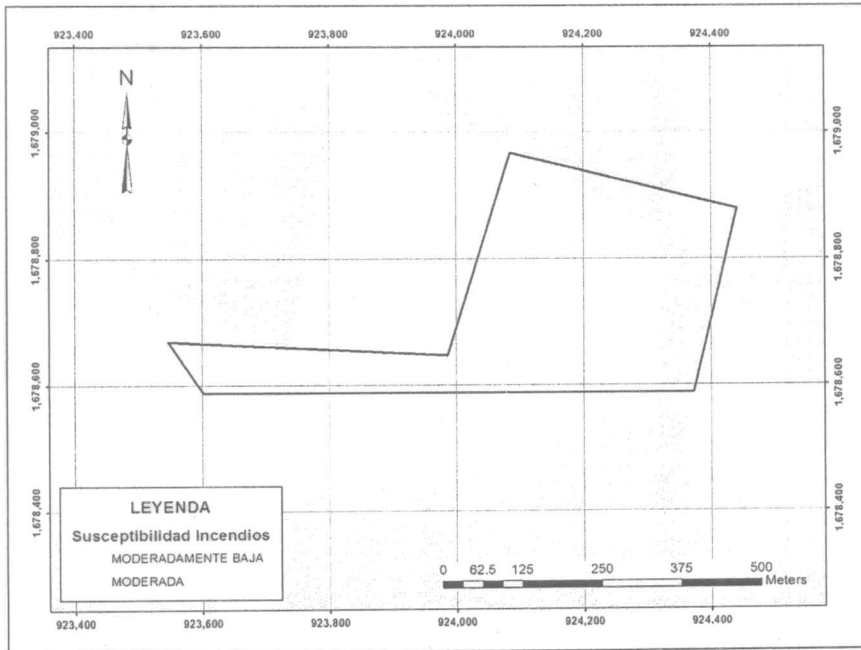 923,400 923,600 923,800 924,000 924,200 924,400
N
1,679,000 1,679,000
1,678,800 1,678,800
1,678,600 1,678,600
1,678,400 1,678,400
LEYENDA
Susceptibilidad Incendios
MODERADAMENTE BAJA
MODERADA
0 62.5 125 250 375 500
Meters
923,400 923,600 923,800 924,000 924,200 924,400